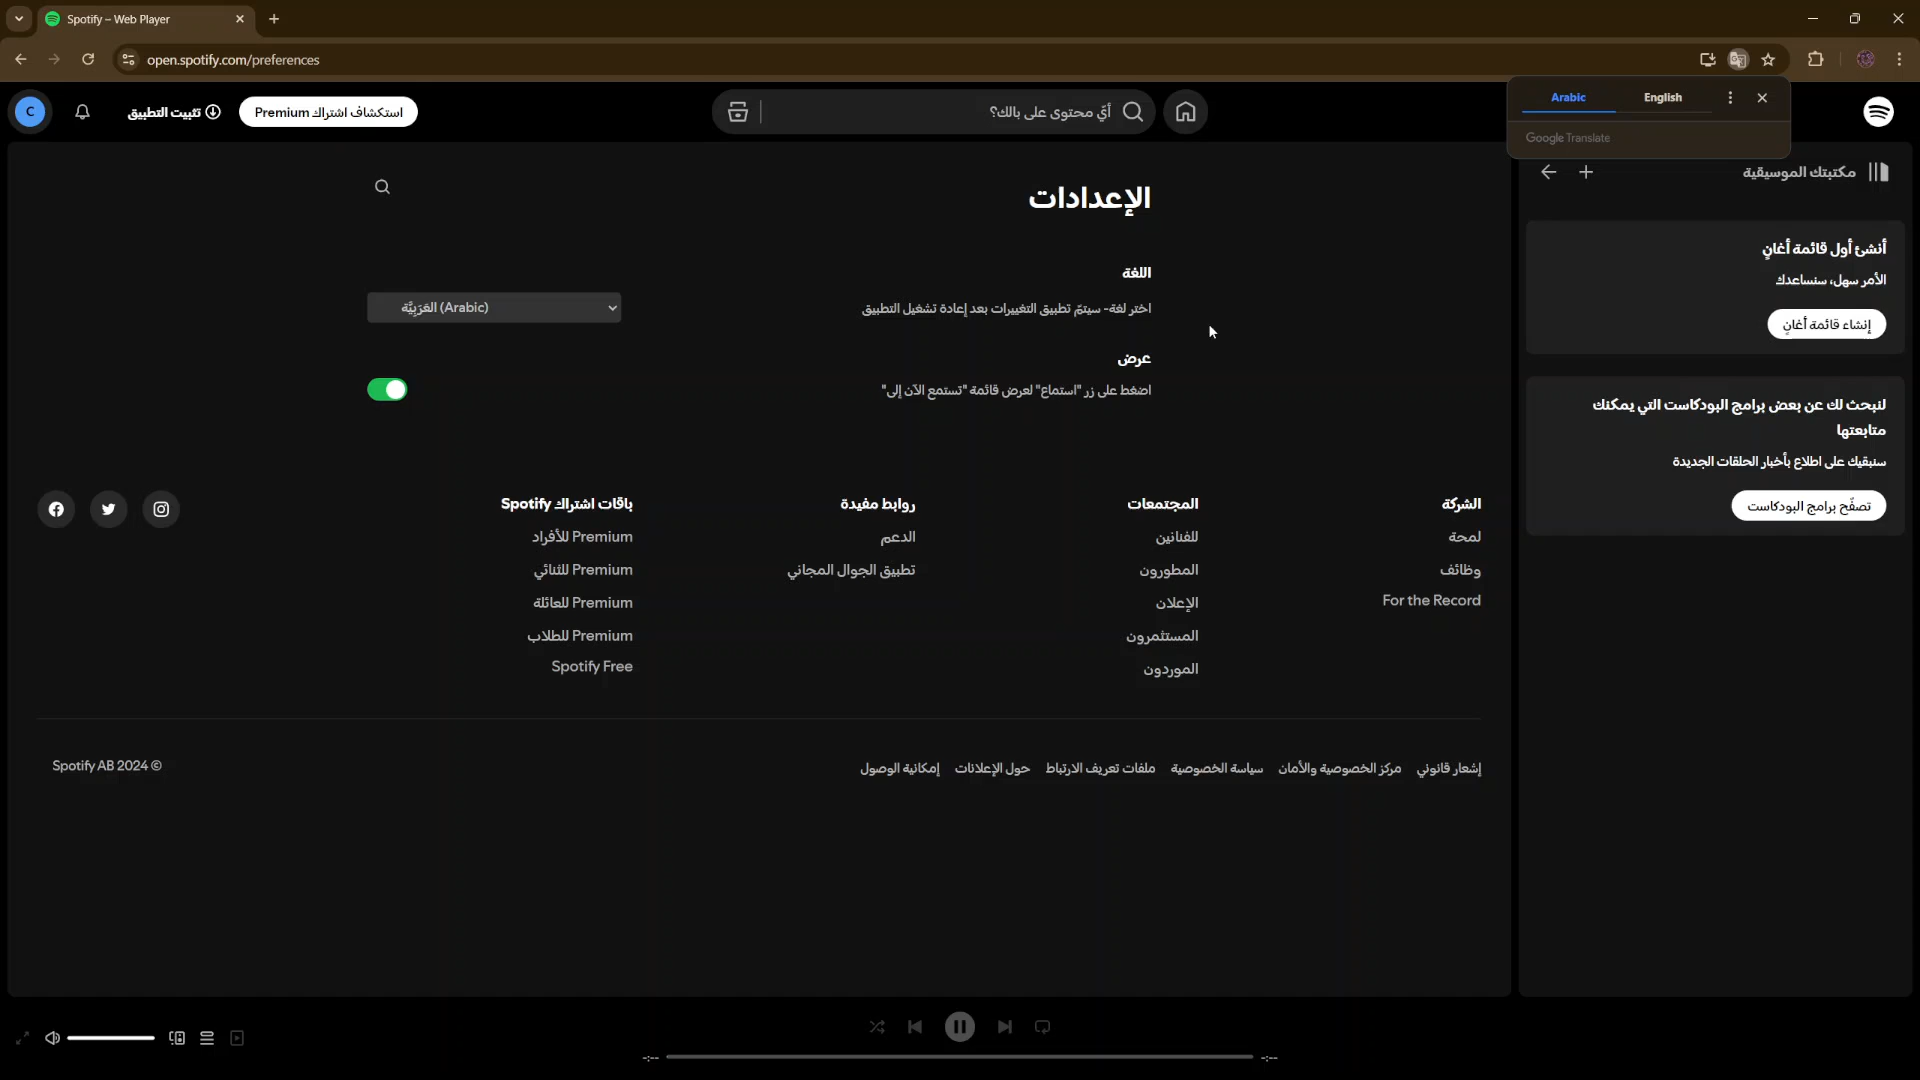 Spotify – Web Player
open.spotify.com/preferences
Arabic
English
Google Translate
C
تثبيت التطبيق
استكشاف اشتراك Premium
أيّ محتوى على بالك؟
مكتبتك الموسيقية
أنشئ أول قائمة أغانٍ
الأمر سهل، سنساعدك
إنشاء قائمة أغانٍ
لنبحث لك عن بعض برامج البودكاست التي يمكنك
متابعتها
سنبقيك على اطلاع بأخبار الحلقات الجديدة
تصفّح برامج البودكاست
الإعدادات
اللغة
اختر لغة- سيتمّ تطبيق التغييرات بعد إعادة تشغيل التطبيق
العَرَبِيَّة (Arabic)
عرض
اضغط على زر "استماع" لعرض قائمة "تستمع الآن إلى"
الشركة
لمحة
وظائف
For the Record
المجتمعات
للفنانين
المطورون
الإعلان
المستثمرون
الموردون
روابط مفيدة
الدعم
تطبيق الجوال المجاني
باقات اشتراك Spotify
Premium للأفراد
Premium للثنائي
Premium للعائلة
Premium للطلاب
Spotify Free
إشعار قانوني
مركز الخصوصية والأمان
سياسة الخصوصية
ملفات تعريف الارتباط
حول الإعلانات
إمكانية الوصول
Spotify AB 2024 ©
-:--
-:--